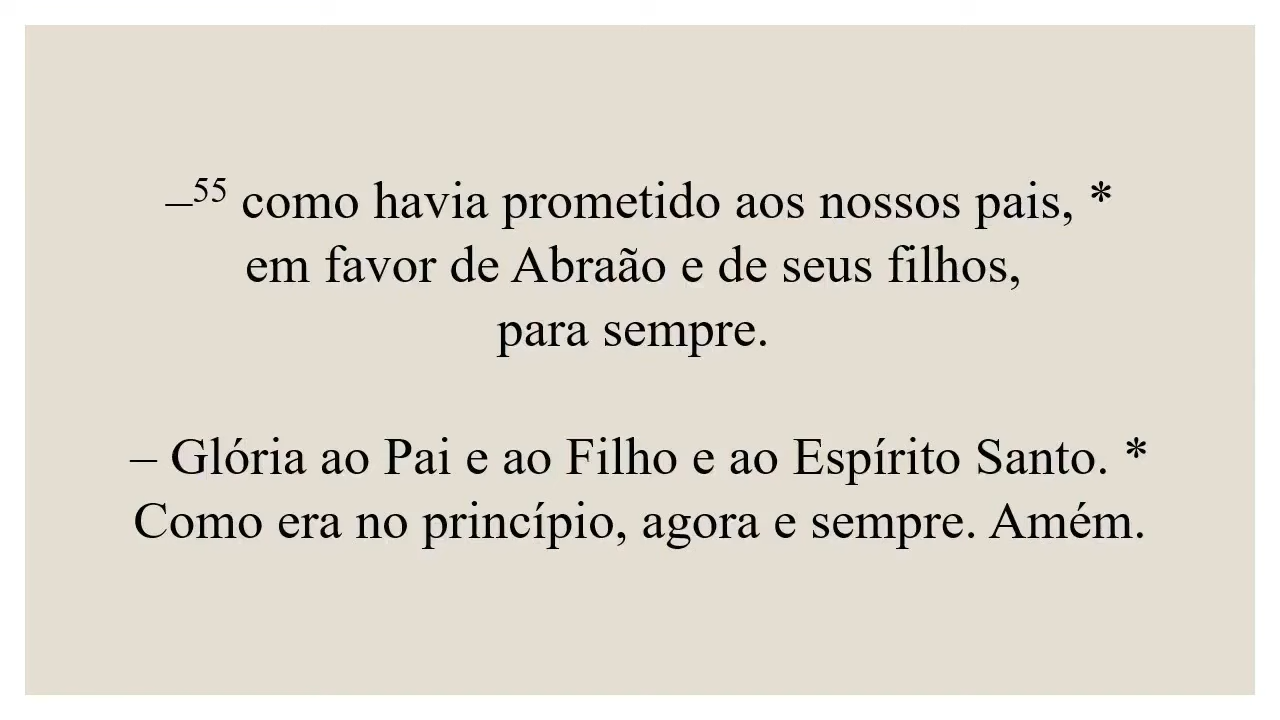 –⁵⁵ como havia prometido aos nossos pais, *
em favor de Abraão e de seus filhos,
para sempre.
– Glória ao Pai e ao Filho e ao Espírito Santo. *
Como era no princípio, agora e sempre. Amém.